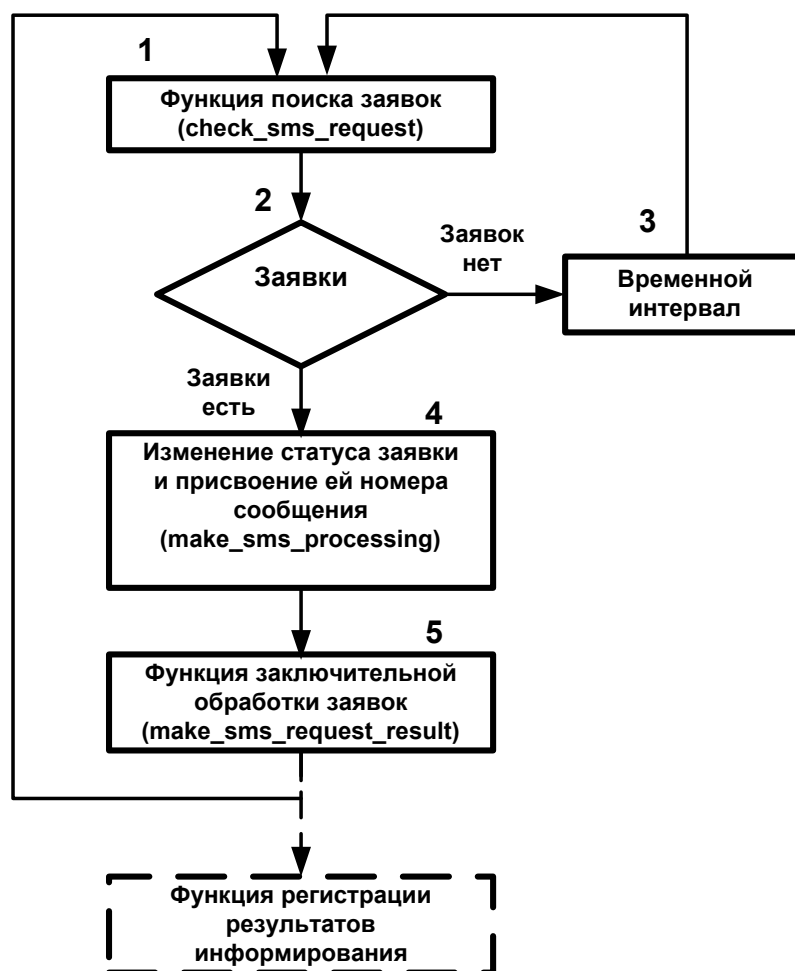 1
Функция поиска заявок
(check_sms_request)
2
Заявки
Заявок
нет
3
Временной
интервал
Заявки
есть
4
Изменение статуса заявки
и присвоение ей номера
сообщения
(make_sms_processing)
5
Функция заключительной
обработки заявок
(make_sms_request_result)
Функция регистрации
результатов
информирования